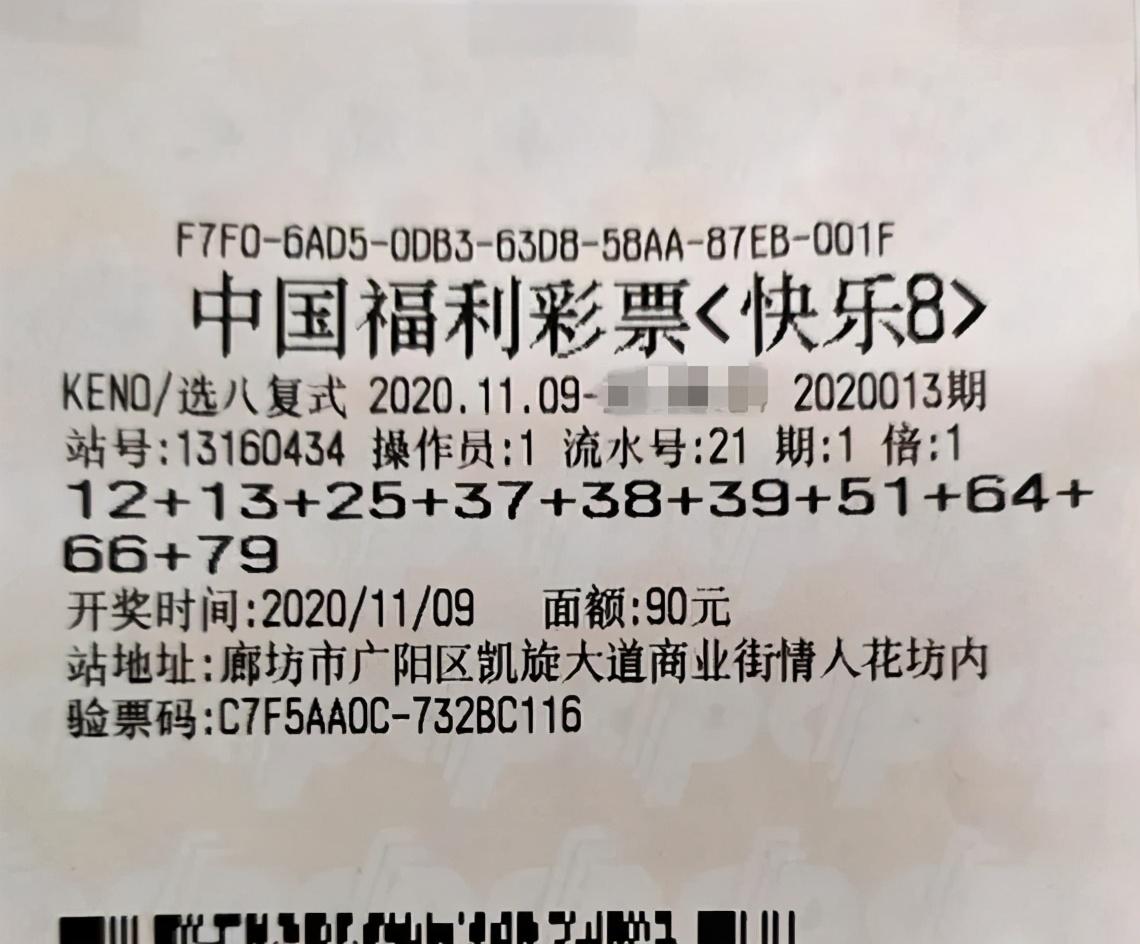 F7F0-6AD5-0DB3-63D8-58AA-87EB-001F
中国福利彩票<快乐8>
KENO/选八复式 2020.11.09- 2020013期
站号:13160434 操作员:1 流水号:21 期:1 倍:1
12+13+25+37+38+39+51+64+
66+79
开奖时间:2020/11/09 面额:90元
站地址:廊坊市广阳区凯旋大道商业街情人花坊内
验票码:C7F5AA0C-732BC116